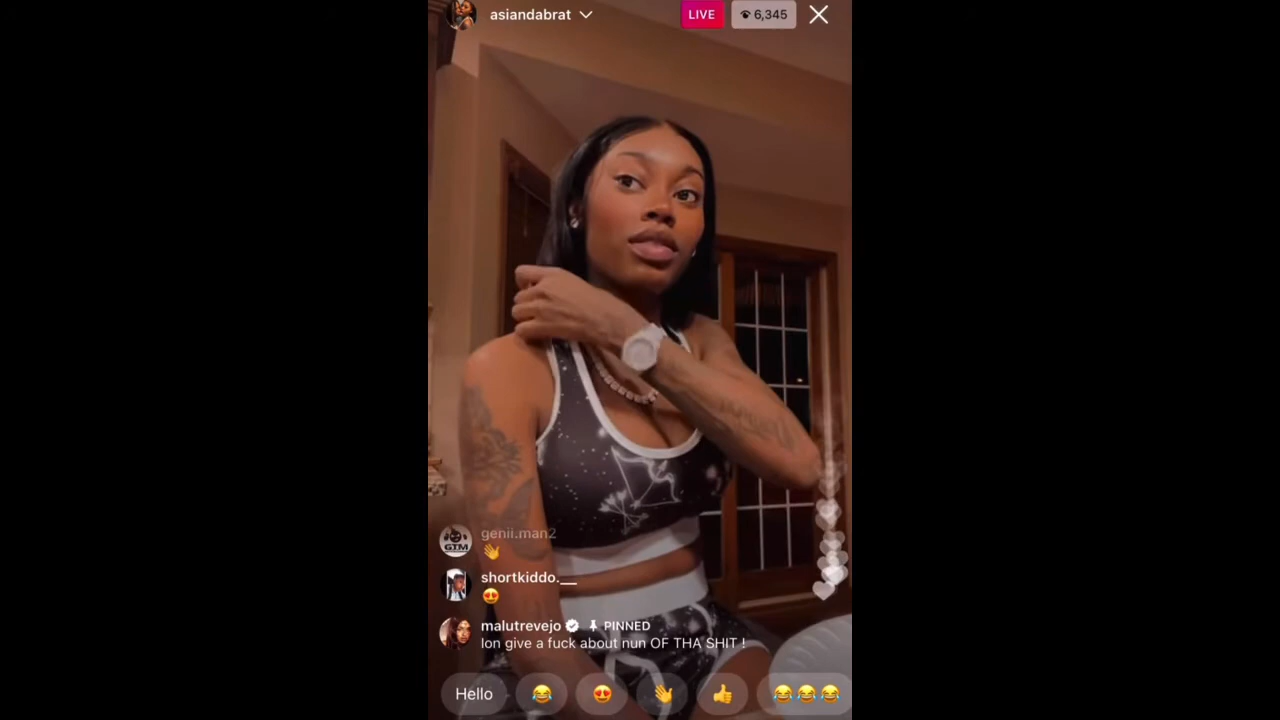 asiandabrat
LIVE
6,345
genii.man2
👋
shortkiddo.__
😍
malutrevejo PINNED
Ion give a fuck about nun OF THA SHIT !
Hello 😂 😍 👋 👍 😂😂😂
GTM